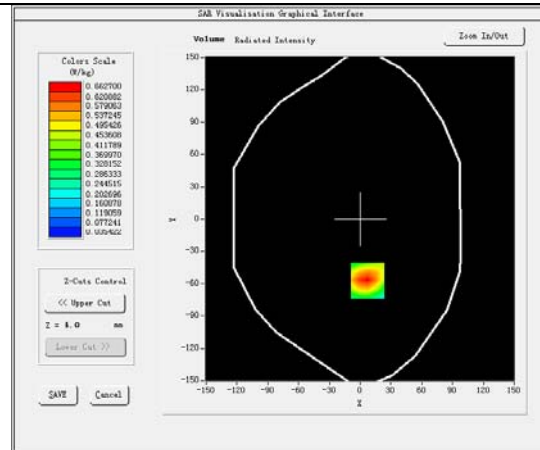 SAR Visualisation Graphical Interface
Volume Radiated Intensity
Zoom In/Out
Colors Scale
(W/kg)
0.662700
0.620882
0.579063
0.537245
0.495426
0.453608
0.411789
0.369970
0.328152
0.286333
0.244515
0.202696
0.160878
0.119059
0.077241
0.035422
Z-Cuts Control
<< Upper Cut
Z = 4.0 mm
Lower Cut >>
SAVE Cancel
150
120
90
60
30
0
-30
-60
-90
-120
-150
Y
-150 -120 -90 -60 -30 0 30 60 90 120 150
X